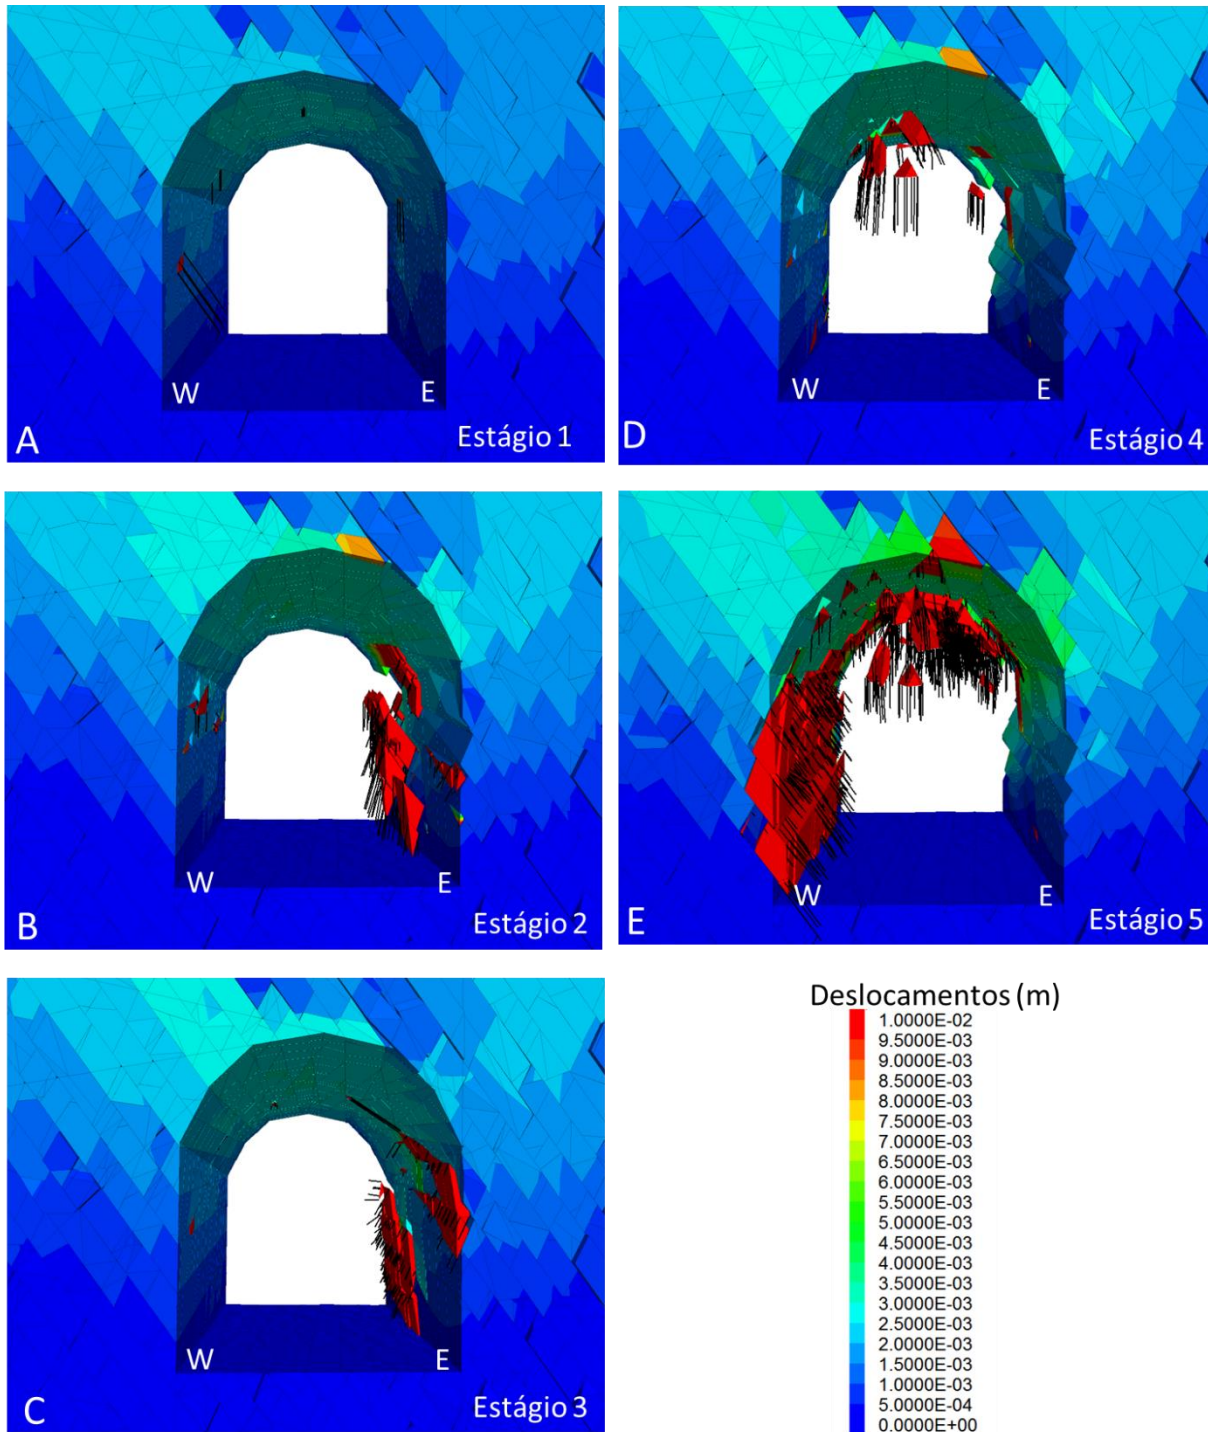 W
E
A
Estágio 1
W
E
D
Estágio 4
W
E
B
Estágio 2
W
E
E
Estágio 5
W
E
C
Estágio 3
Deslocamentos (m)
1.0000E-02
9.5000E-03
9.0000E-03
8.5000E-03
8.0000E-03
7.5000E-03
7.0000E-03
6.5000E-03
6.0000E-03
5.5000E-03
5.0000E-03
4.5000E-03
4.0000E-03
3.5000E-03
3.0000E-03
2.5000E-03
2.0000E-03
1.5000E-03
1.0000E-03
5.0000E-04
0.0000E+00